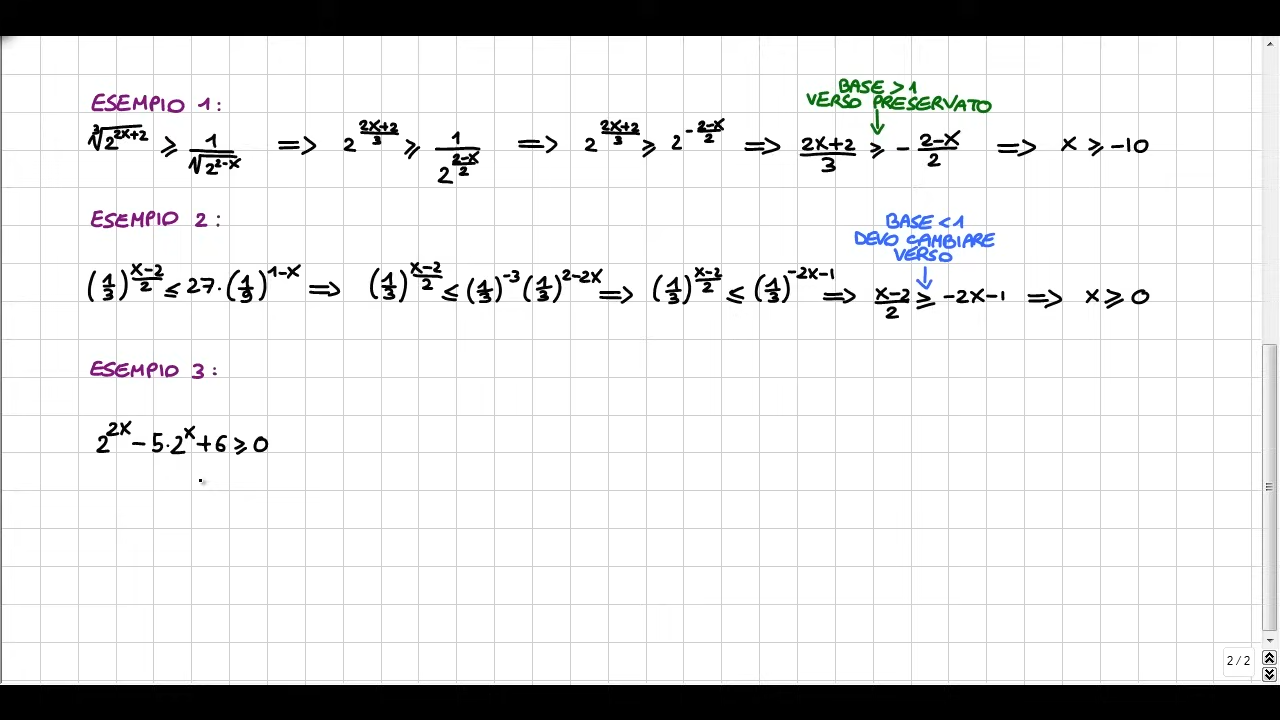 ESEMPIO 1:
BASE > 1
VERSO PRESERVATO
∛(2^(2x+2)) ≥ 1/√(2^(2-x)) => 2^((2x+2)/3) ≥ 1/2^((2-x)/2) => 2^((2x+2)/3) ≥ 2^(-(2-x)/2) => (2x+2)/3 ≥ -(2-x)/2 => x ≥ -10
ESEMPIO 2:
BASE < 1
DEVO CAMBIARE
VERSO
(1/3)^((x-2)/2) ≤ 27·(1/9)^(1-x) => (1/3)^((x-2)/2) ≤ (1/3)^(-3) (1/3)^(2-2x) => (1/3)^((x-2)/2) ≤ (1/3)^(-2x-1) => (x-2)/2 ≥ -2x-1 => x ≥ 0
ESEMPIO 3:
2^(2x) - 5·2^x + 6 ≥ 0
2 / 2